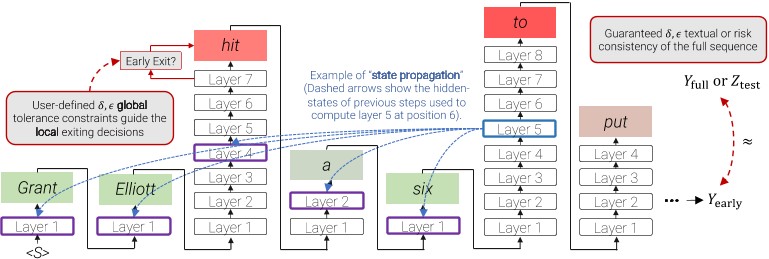 hit
Early Exit?
User-defined δ, ϵ global
tolerance constraints guide the
local exiting decisions
Grant
Layer 1
<S>
Elliott
Layer 1
Layer 7
Layer 6
Layer 5
Layer 4
Layer 3
Layer 2
Layer 1
Example of "state propagation"
(Dashed arrows show the hidden-
states of previous steps used to
compute layer 5 at position 6).
a
Layer 2
Layer 1
six
Layer 1
to
Layer 8
Layer 7
Layer 6
Layer 5
Layer 4
Layer 3
Layer 2
Layer 1
put
Layer 4
Layer 3
Layer 2
Layer 1
Guaranteed δ, ϵ textual or risk
consistency of the full sequence
Yfull or Ztest
≈
••• Yearly